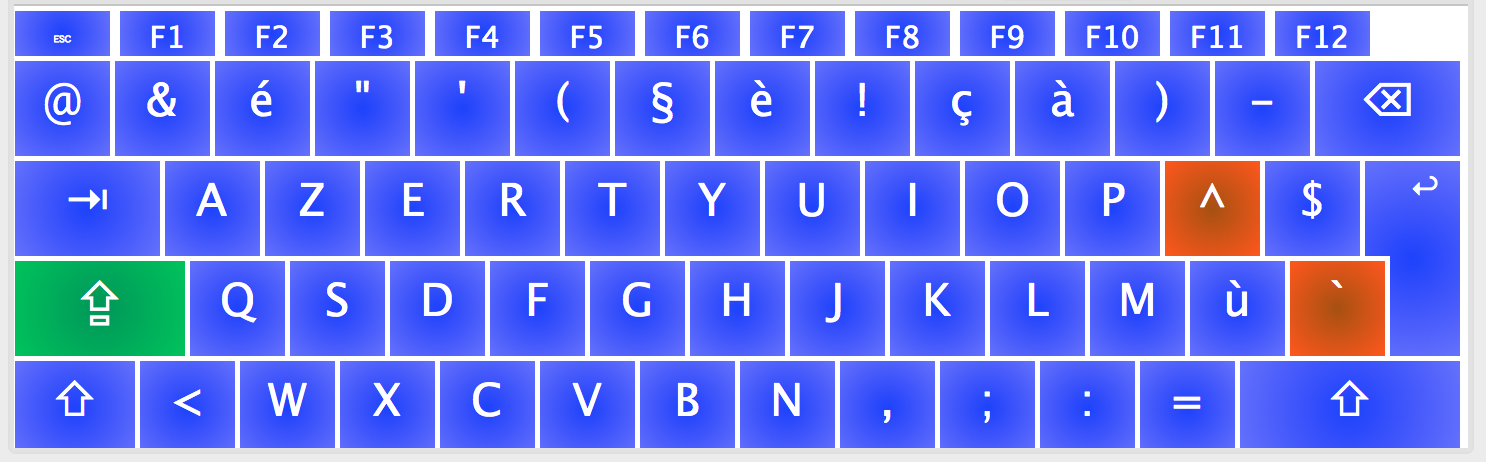 ESC F1 F2 F3 F4 F5 F6 F7 F8 F9 F10 F11 F12
@ & é " ' ( § è ! ç à ) – ⌫
⇥ A Z E R T Y U I O P ^ $ ↩
⇪ Q S D F G H J K L M ù `
⇧ < W X C V B N , ; : = ⇧